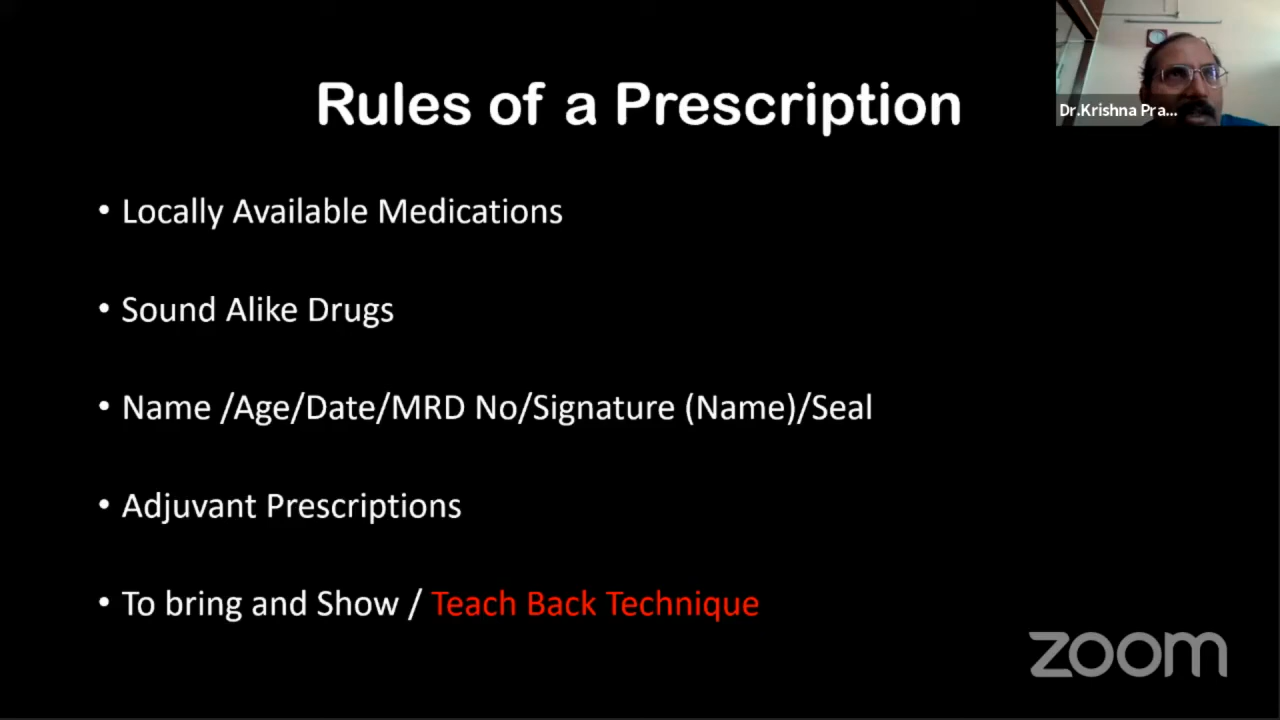 Rules of a Prescription
Dr.Krishna Pra...
• Locally Available Medications
• Sound Alike Drugs
• Name /Age/Date/MRD No/Signature (Name)/Seal
• Adjuvant Prescriptions
• To bring and Show / Teach Back Technique
zoom